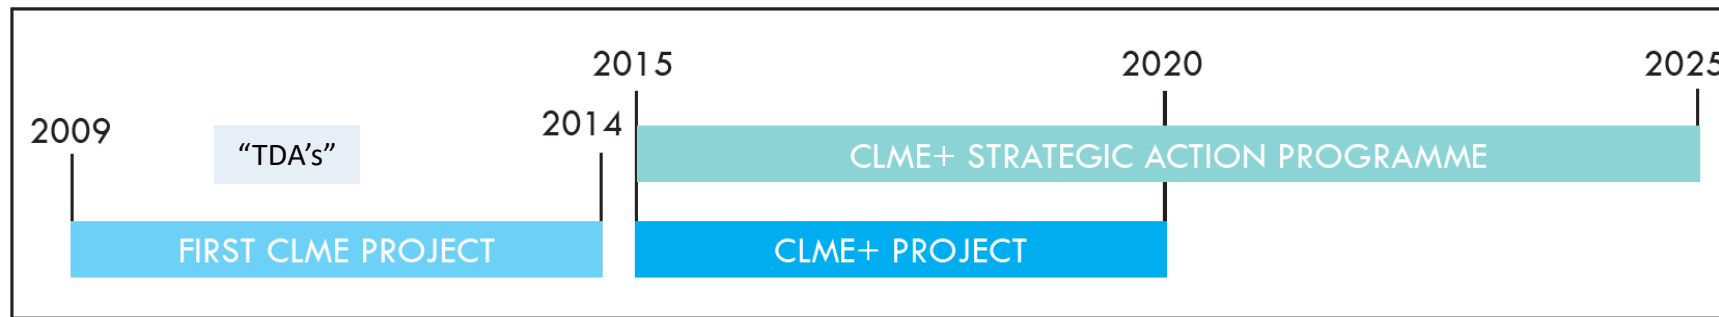 2015
2020
2025
2009
2014
“TDA’s”
CLME+ STRATEGIC ACTION PROGRAMME
FIRST CLME PROJECT
CLME+ PROJECT